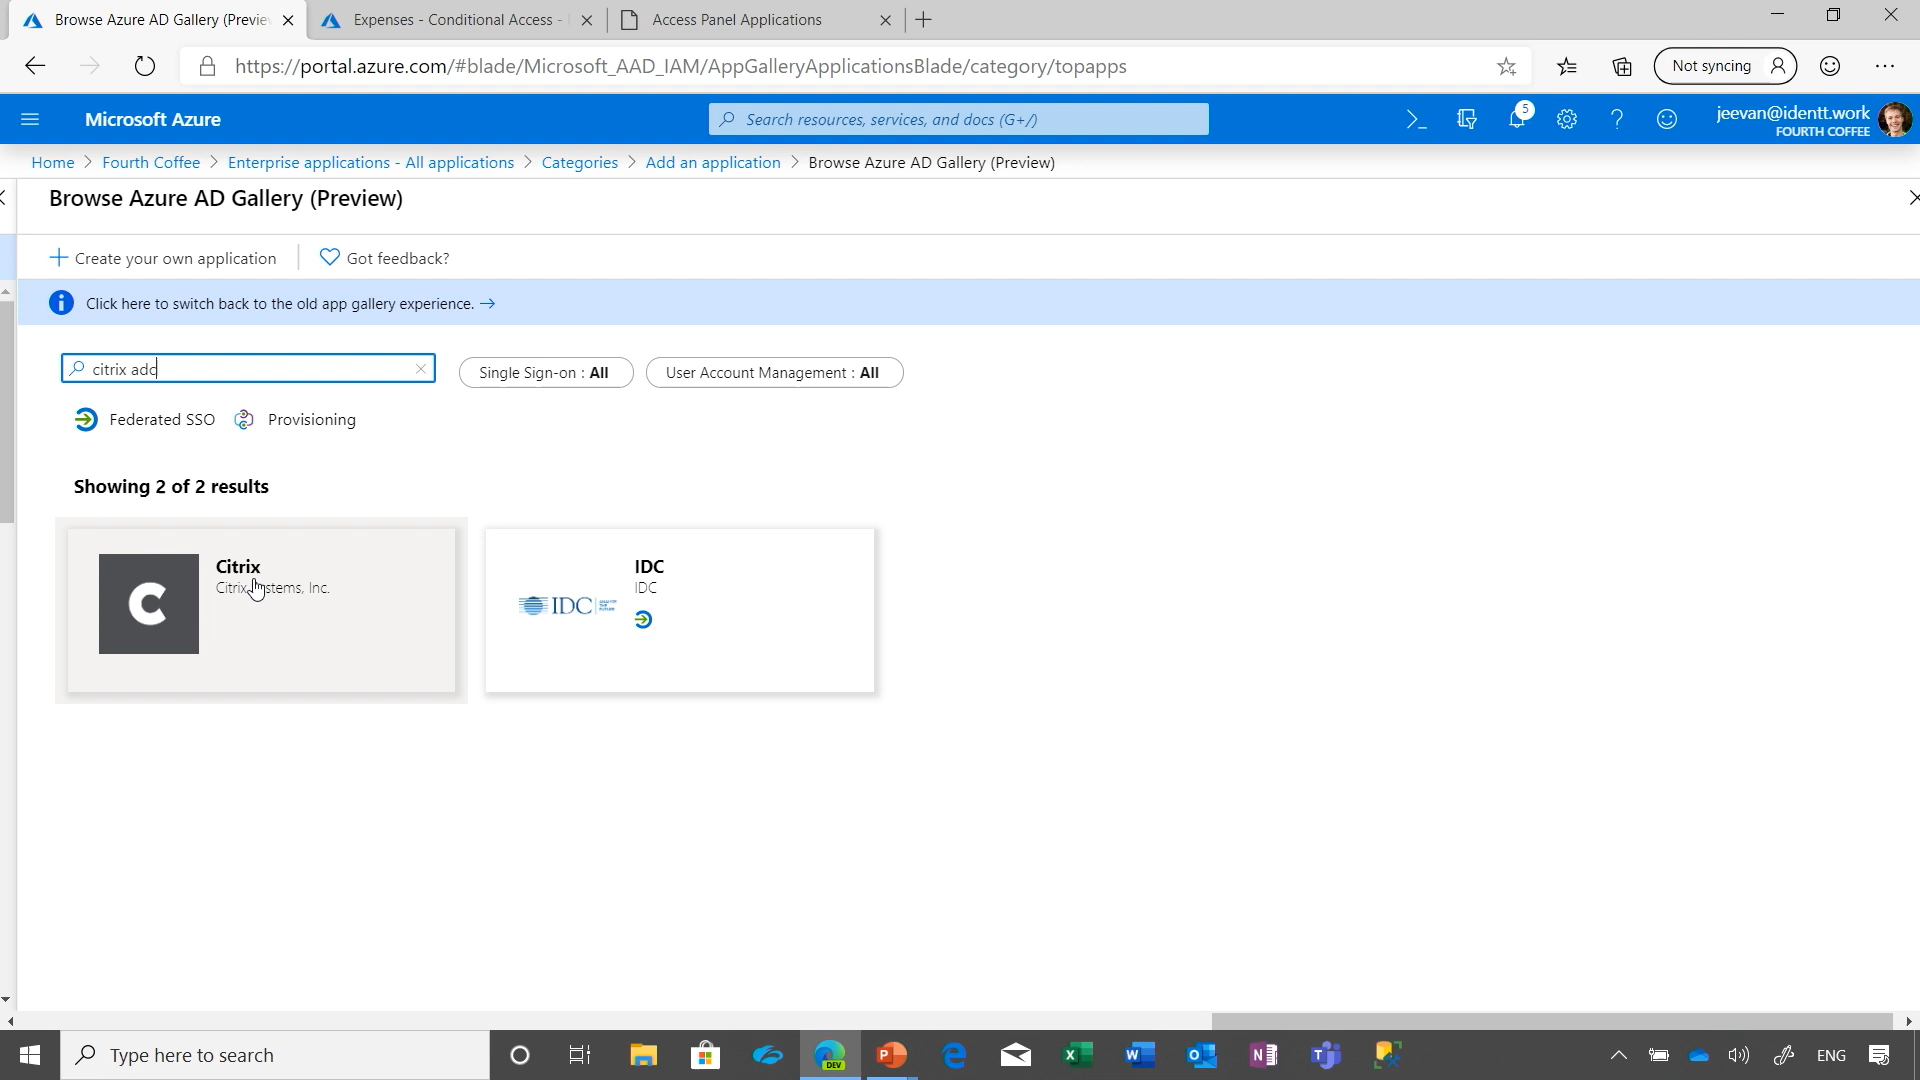 Browse Azure AD Gallery (Previe
Expenses - Conditional Access -
Access Panel Applications
https://portal.azure.com/#blade/Microsoft_AAD_IAM/AppGalleryApplicationsBlade/category/topapps
Not syncing
Microsoft Azure
Search resources, services, and docs (G+/)
5
jeevan@identt.work
FOURTH COFFEE
Home > Fourth Coffee > Enterprise applications - All applications > Categories > Add an application > Browse Azure AD Gallery (Preview)
Browse Azure AD Gallery (Preview)
Create your own application
Got feedback?
Click here to switch back to the old app gallery experience. →
citrix adc
Single Sign-on : All
User Account Management : All
Federated SSO
Provisioning
Showing 2 of 2 results
C
Citrix
Citrix stems, Inc.
IDC
IDC
IDC
Type here to search
DEV
ENG